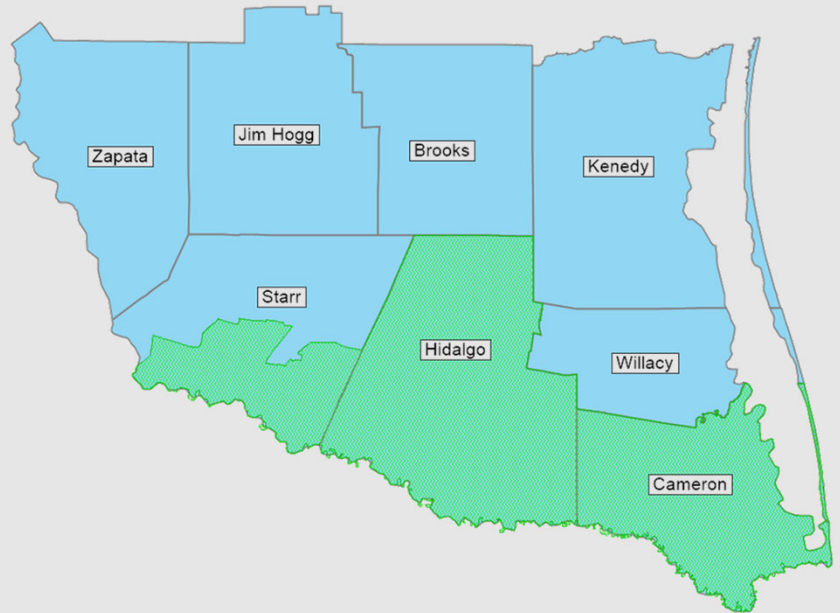 Jim Hogg
Zapata
Brooks
Kenedy
Starr
Hidalgo
Willacy
Cameron